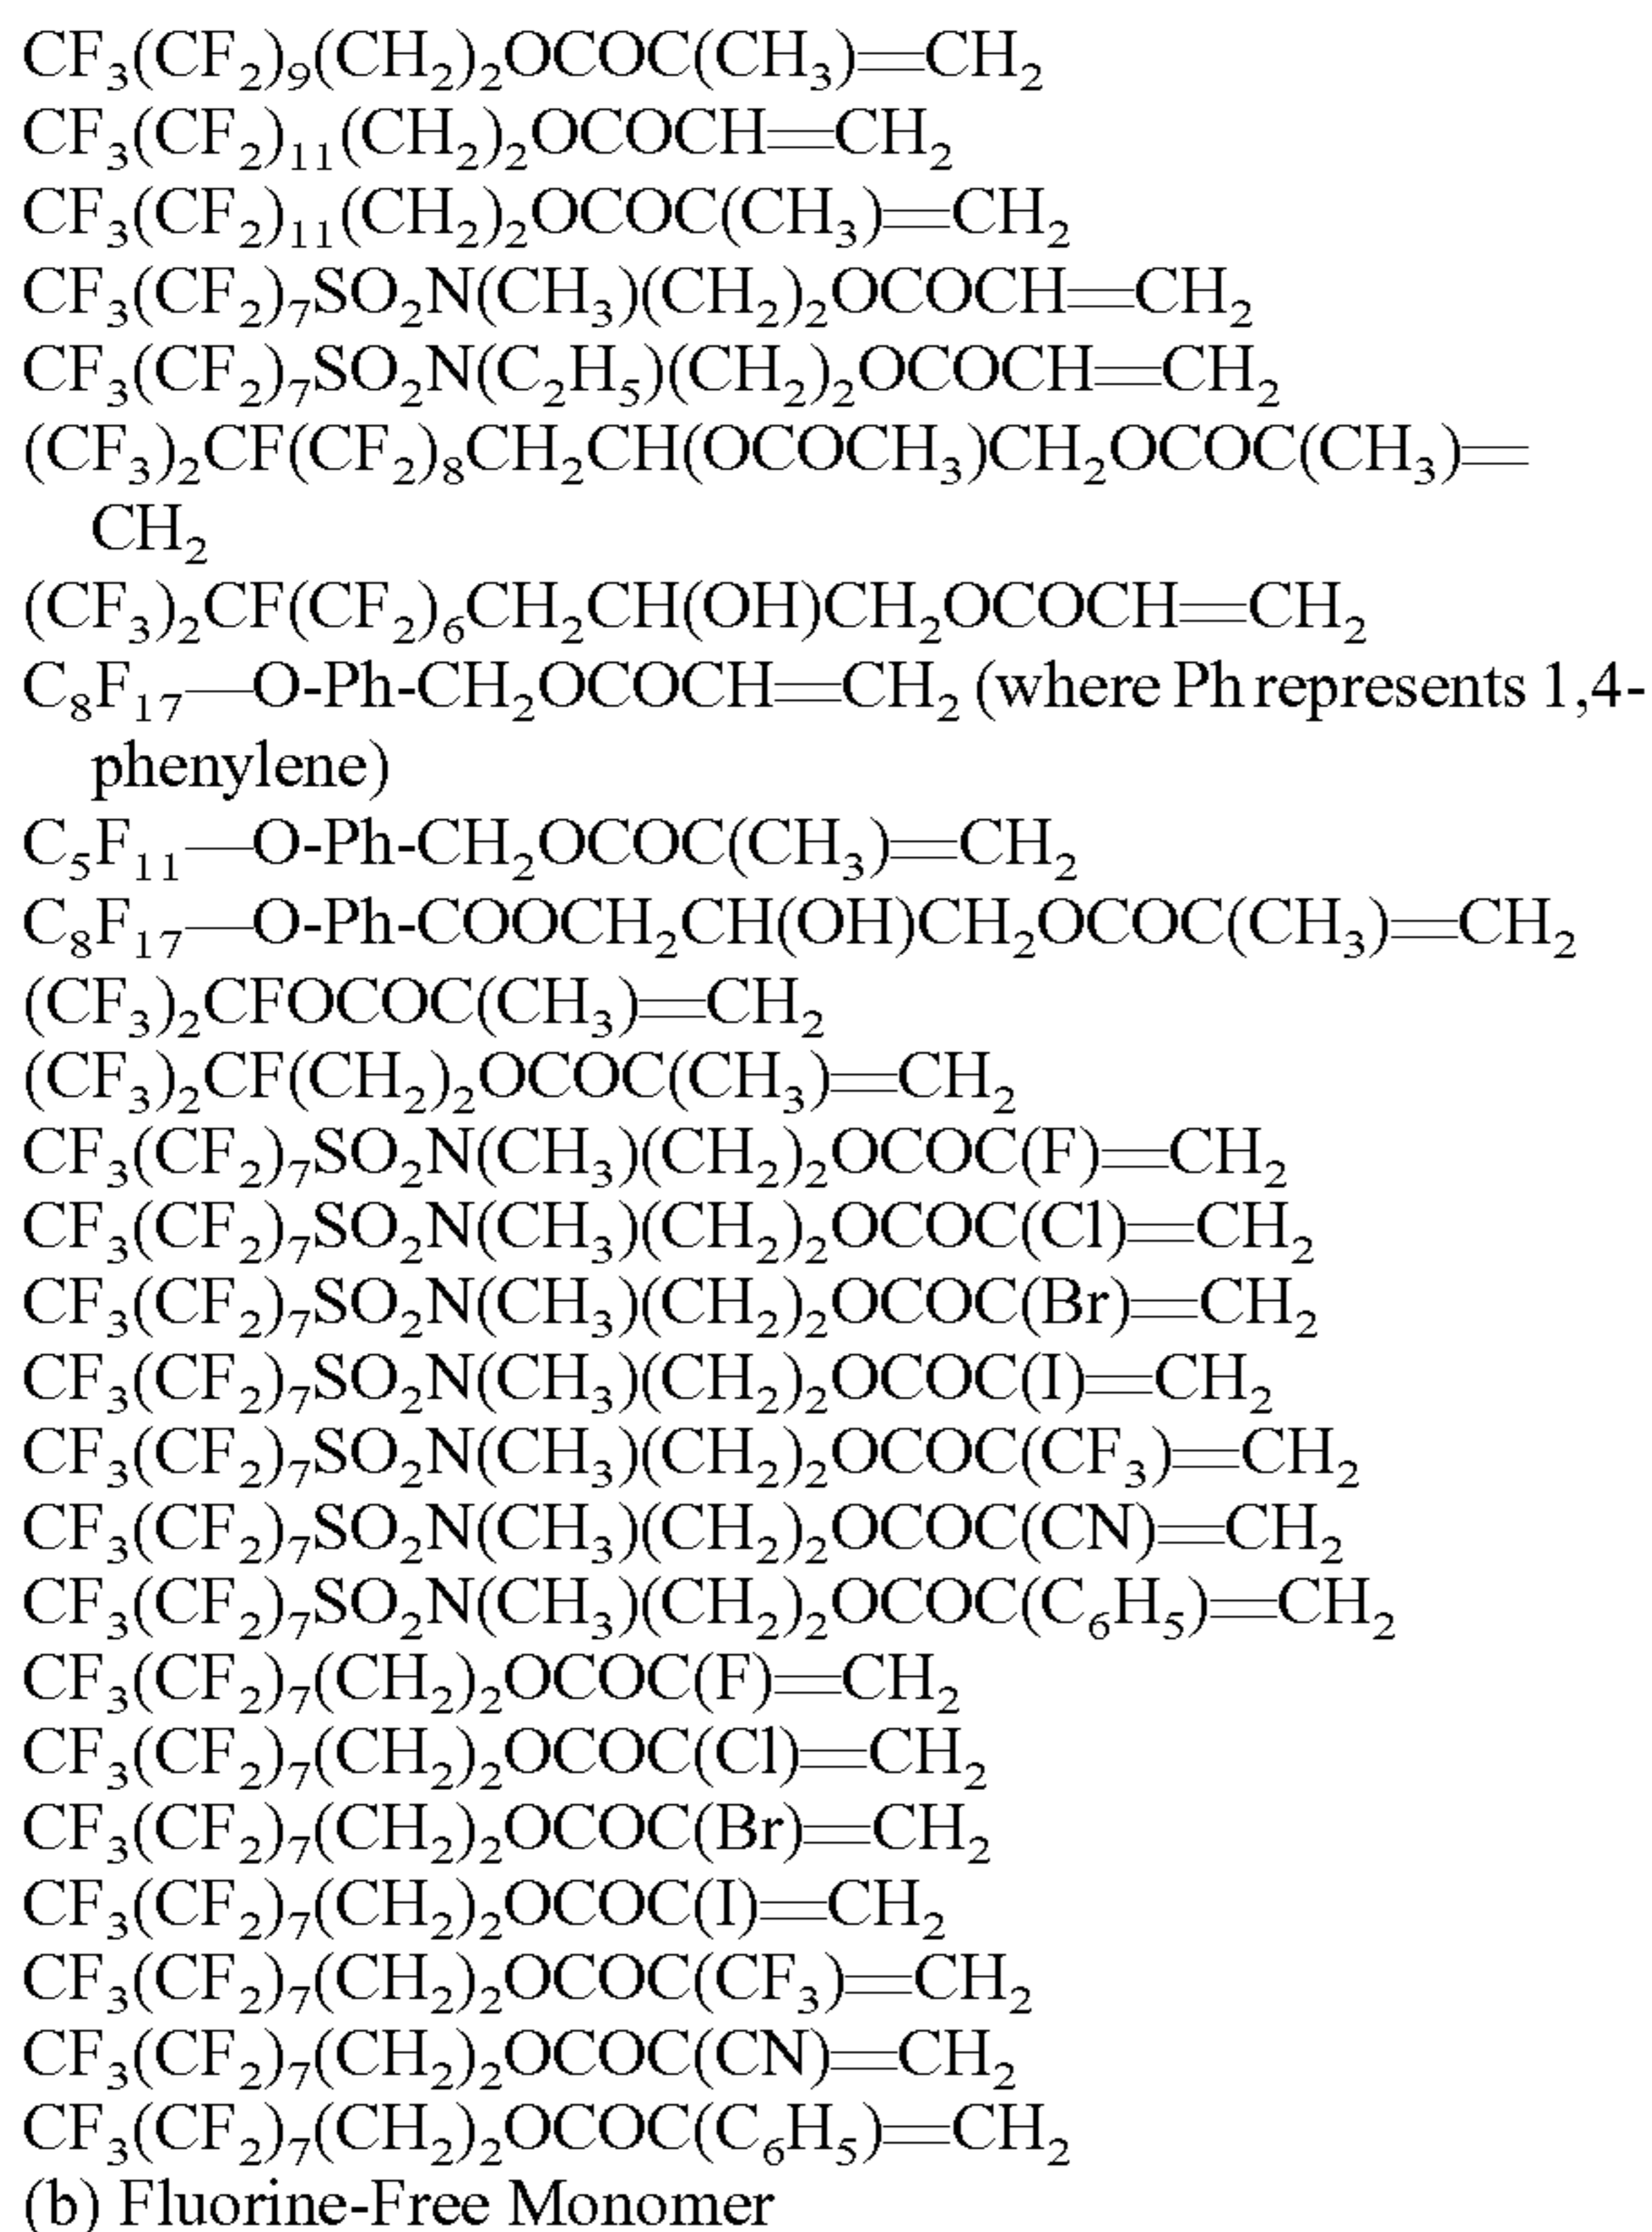 CF₃(CF₂)₉(CH₂)₂OCOC(CH₃)═CH₂
CF₃(CF₂)₁₁(CH₂)₂OCOCH═CH₂
CF₃(CF₂)₁₁(CH₂)₂OCOC(CH₃)═CH₂
CF₃(CF₂)₇SO₂N(CH₃)(CH₂)₂OCOCH═CH₂
CF₃(CF₂)₇SO₂N(C₂H₅)(CH₂)₂OCOCH═CH₂
(CF₃)₂CF(CF₂)₈CH₂CH(OCOCH₃)CH₂OCOC(CH₃)═
CH₂
(CF₃)₂CF(CF₂)₆CH₂CH(OH)CH₂OCOCH═CH₂
C₈F₁₇—O-Ph-CH₂OCOCH═CH₂ (where Ph represents 1,4-
phenylene)
C₅F₁₁—O-Ph-CH₂OCOC(CH₃)═CH₂
C₈F₁₇—O-Ph-COOCH₂CH(OH)CH₂OCOC(CH₃)═CH₂
(CF₃)₂CFOCOC(CH₃)═CH₂
(CF₃)₂CF(CH₂)₂OCOC(CH₃)═CH₂
CF₃(CF₂)₇SO₂N(CH₃)(CH₂)₂OCOC(F)═CH₂
CF₃(CF₂)₇SO₂N(CH₃)(CH₂)₂OCOC(Cl)═CH₂
CF₃(CF₂)₇SO₂N(CH₃)(CH₂)₂OCOC(Br)═CH₂
CF₃(CF₂)₇SO₂N(CH₃)(CH₂)₂OCOC(I)═CH₂
CF₃(CF₂)₇SO₂N(CH₃)(CH₂)₂OCOC(CF₃)═CH₂
CF₃(CF₂)₇SO₂N(CH₃)(CH₂)₂OCOC(CN)═CH₂
CF₃(CF₂)₇SO₂N(CH₃)(CH₂)₂OCOC(C₆H₅)═CH₂
CF₃(CF₂)₇(CH₂)₂OCOC(F)═CH₂
CF₃(CF₂)₇(CH₂)₂OCOC(Cl)═CH₂
CF₃(CF₂)₇(CH₂)₂OCOC(Br)═CH₂
CF₃(CF₂)₇(CH₂)₂OCOC(I)═CH₂
CF₃(CF₂)₇(CH₂)₂OCOC(CF₃)═CH₂
CF₃(CF₂)₇(CH₂)₂OCOC(CN)═CH₂
CF₃(CF₂)₇(CH₂)₂OCOC(C₆H₅)═CH₂
(b) Fluorine-Free Monomer